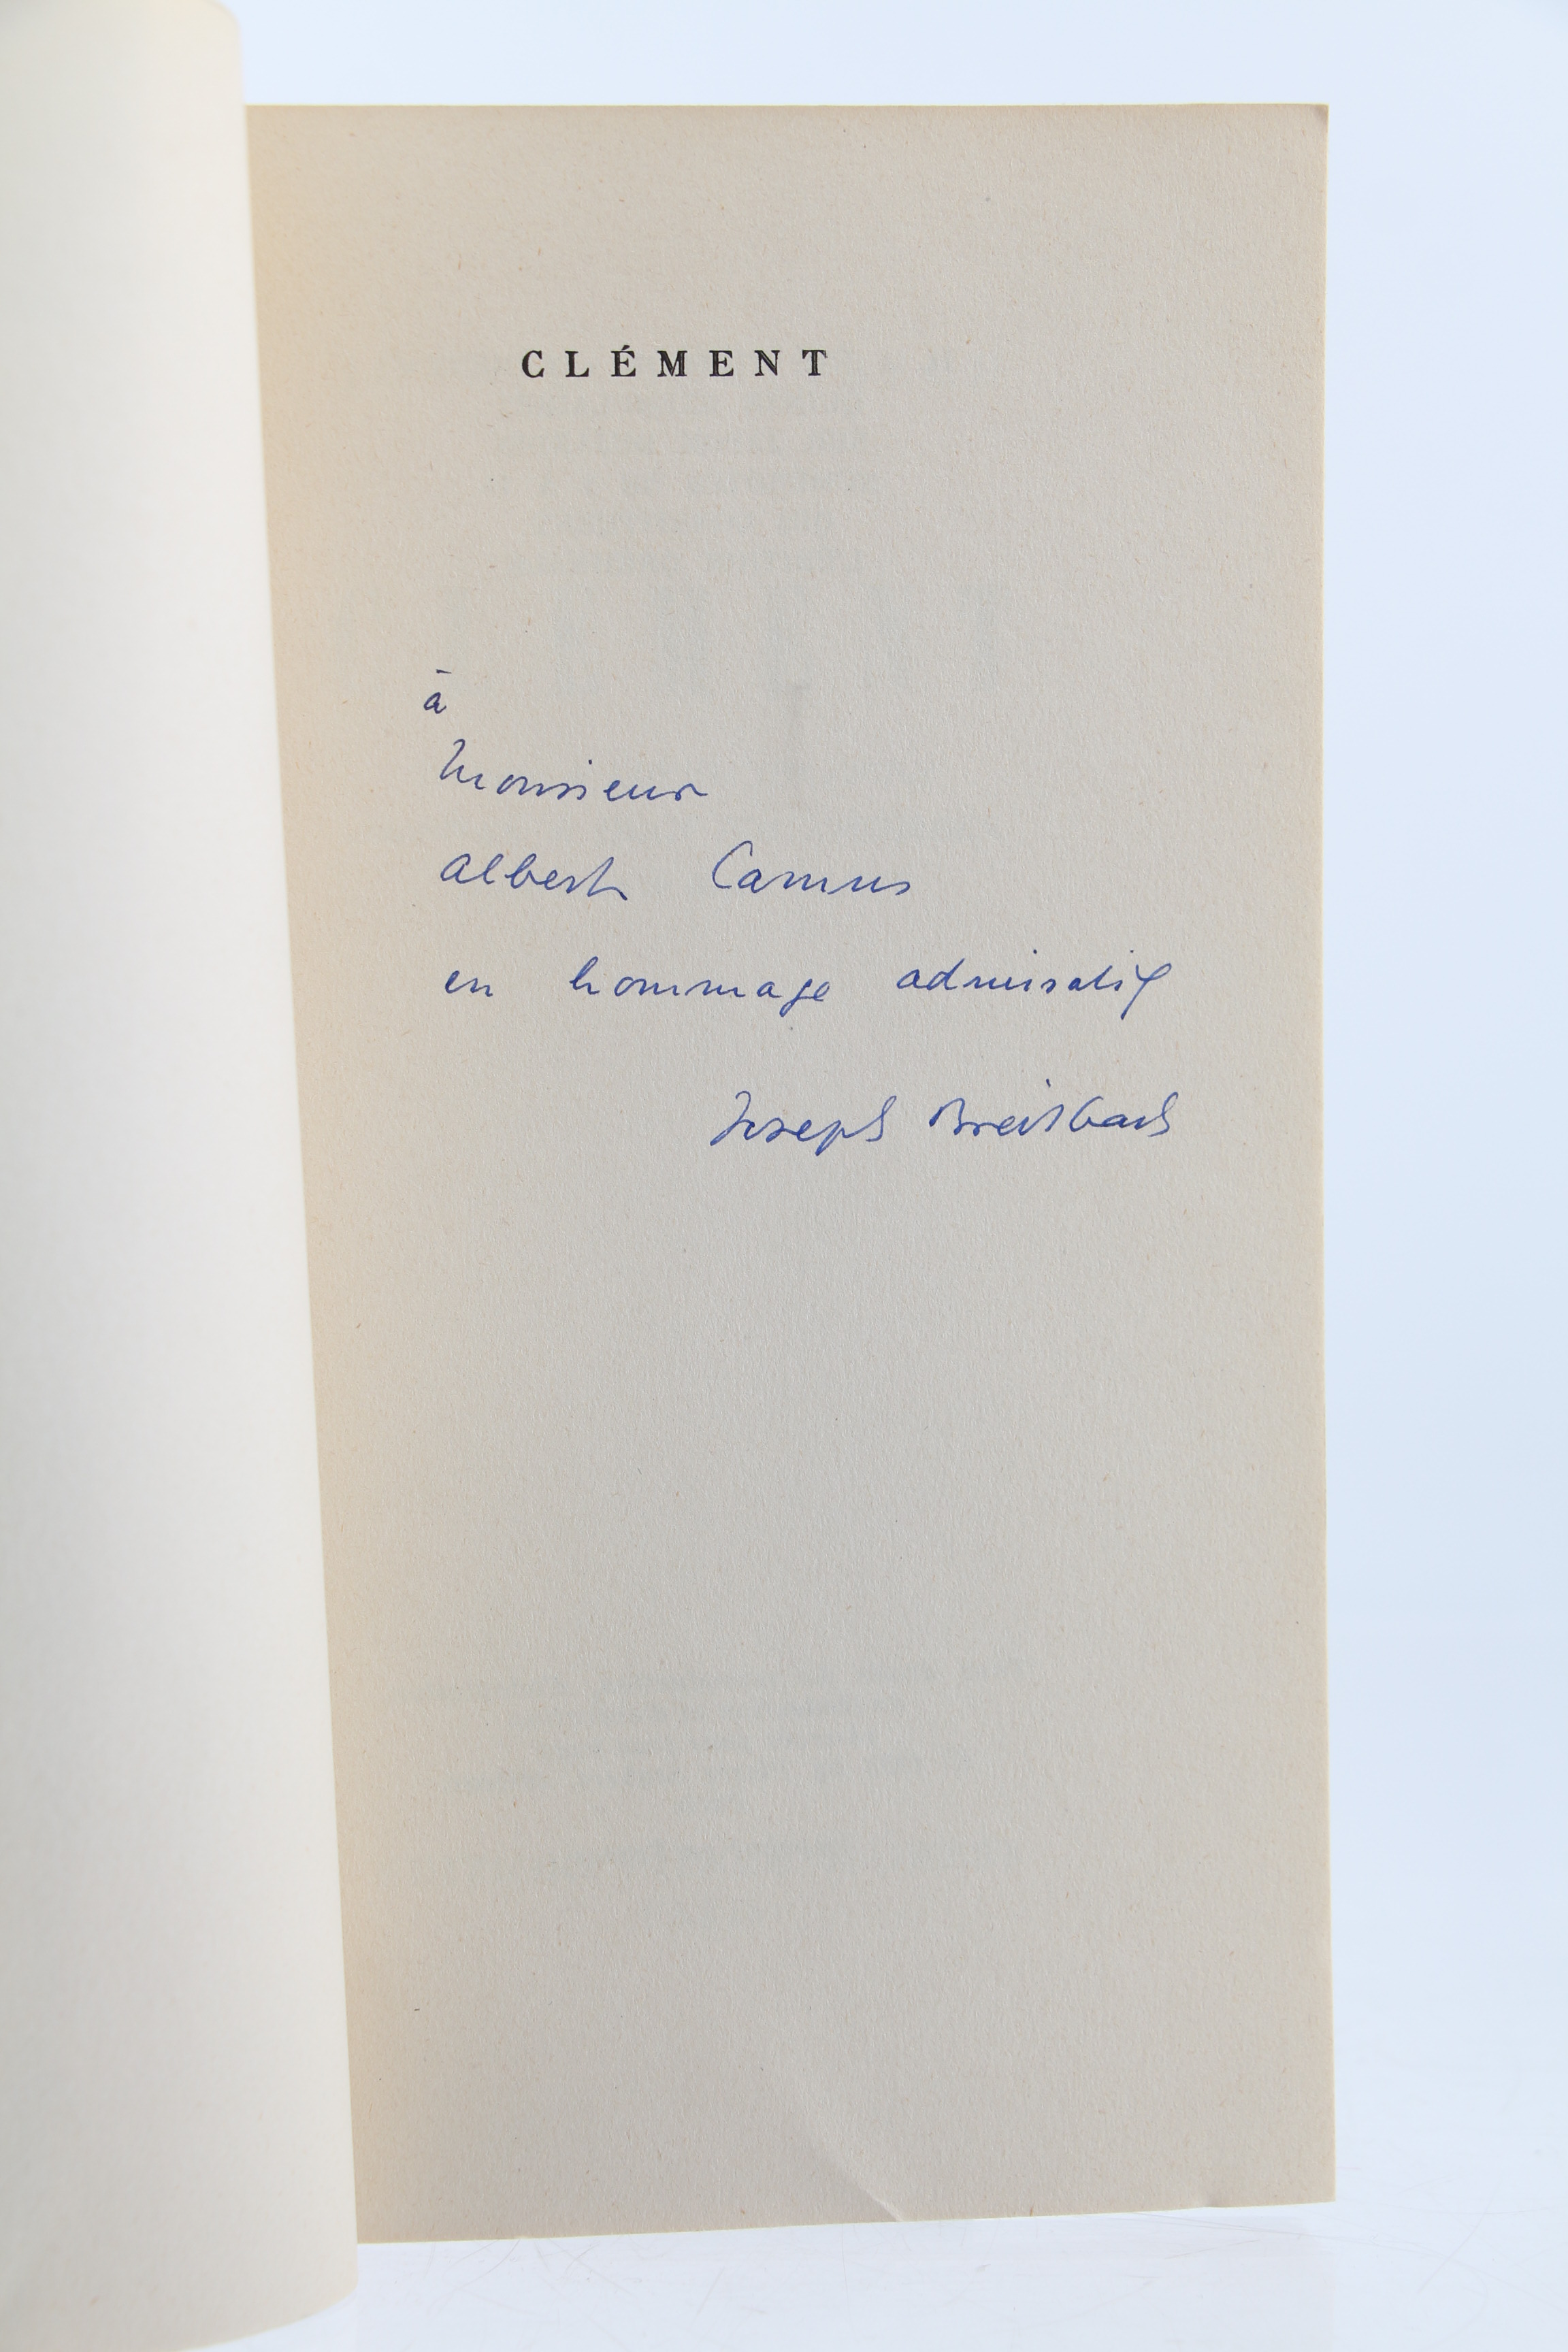 CLÉMENT
à
Monsieur
Albert Camus
en hommage admiratif
Joseph Breitbach